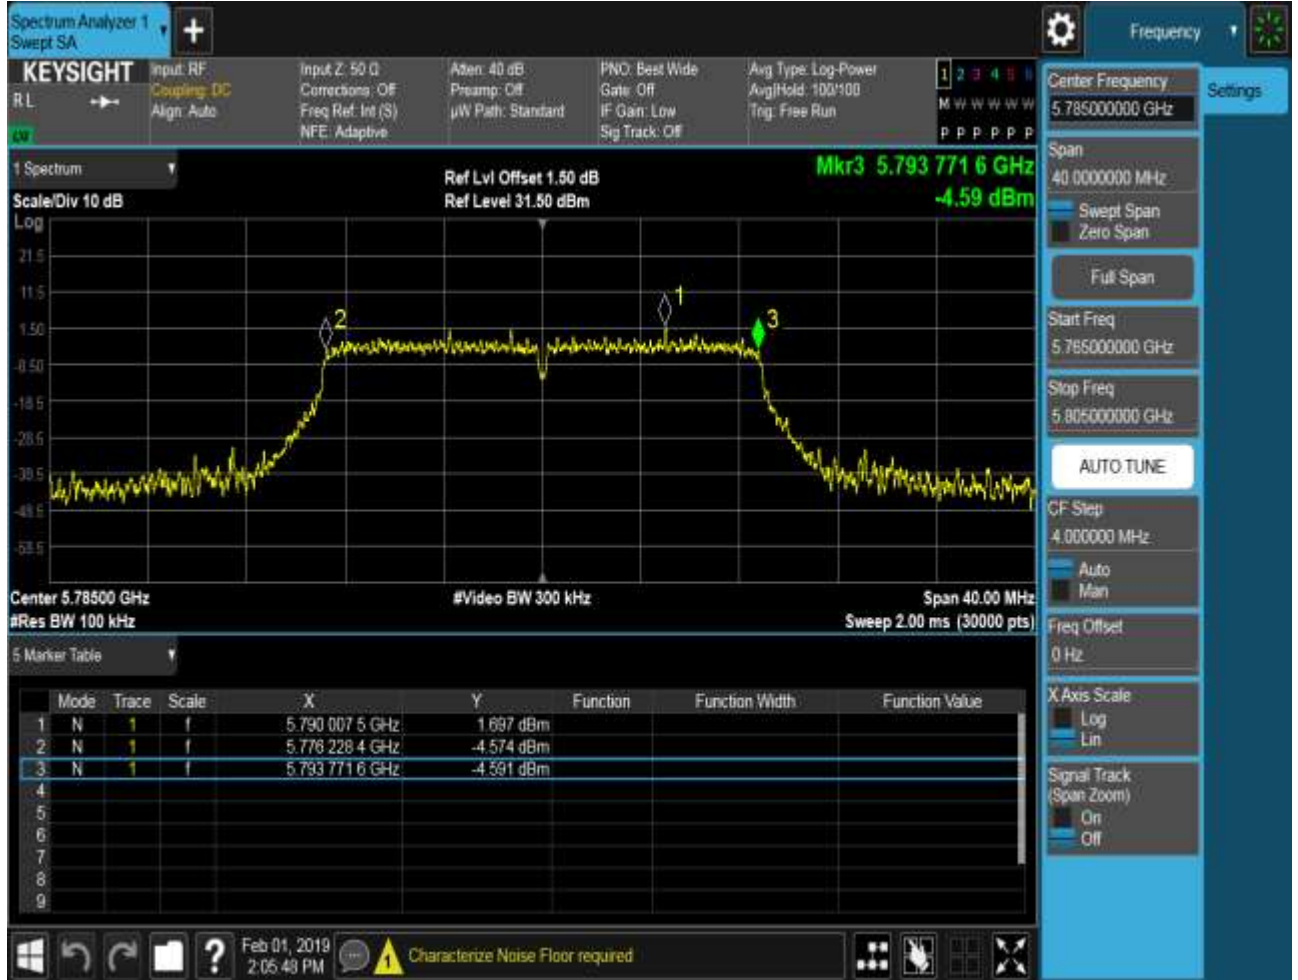 Spectrum Analyzer 1
Swept SA
Frequency
KEYSIGHT
Input: RF
Coupling: DC
Align: Auto
Input Z: 50 Ω
Corrections: Off
Freq Ref: Int (S)
NFE: Adaptive
Atten: 40 dB
Preamp: Off
µW Path: Standard
PNO: Best Wide
Gate: Off
IF Gain: Low
Sig Track: Off
Avg Type: Log-Power
Avg|Hold: 100/100
Trig: Free Run
1 2 3 4 5 6
M W W W W W
P P P P P P
R L
1 Spectrum
Scale/Div 10 dB
Ref Lvl Offset 1.50 dB
Ref Level 31.50 dBm
Mkr3 5.793 771 6 GHz
-4.59 dBm
Log
21.5
11.5
1.50
-8.50
-18.5
-28.5
-38.5
-48.5
-58.5
2
1
3
Center 5.78500 GHz
#Video BW 300 kHz
Span 40.00 MHz
#Res BW 100 kHz
Sweep 2.00 ms (30000 pts)
5 Marker Table
Mode Trace Scale X Y Function Function Width Function Value
1 N 1 f 5.790 007 5 GHz 1.697 dBm
2 N 1 f 5.776 228 4 GHz -4.574 dBm
3 N 1 f 5.793 771 6 GHz -4.591 dBm
4
5
6
7
8
9
Center Frequency
5.785000000 GHz
Settings
Span
40.0000000 MHz
Swept Span
Zero Span
Full Span
Start Freq
5.765000000 GHz
Stop Freq
5.805000000 GHz
AUTO TUNE
CF Step
4.000000 MHz
Auto
Man
Freq Offset
0 Hz
X Axis Scale
Log
Lin
Signal Track
(Span Zoom)
On
Off
?
Feb 01, 2019
2:05:48 PM
1
Characterize Noise Floor required